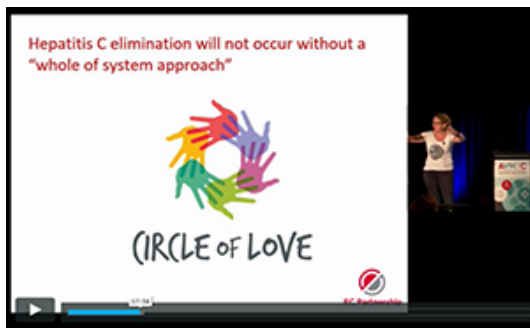 Hepatitis C elimination will not occur without a
"whole of system approach"
CIRCLE OF LOVE
EC Partnership